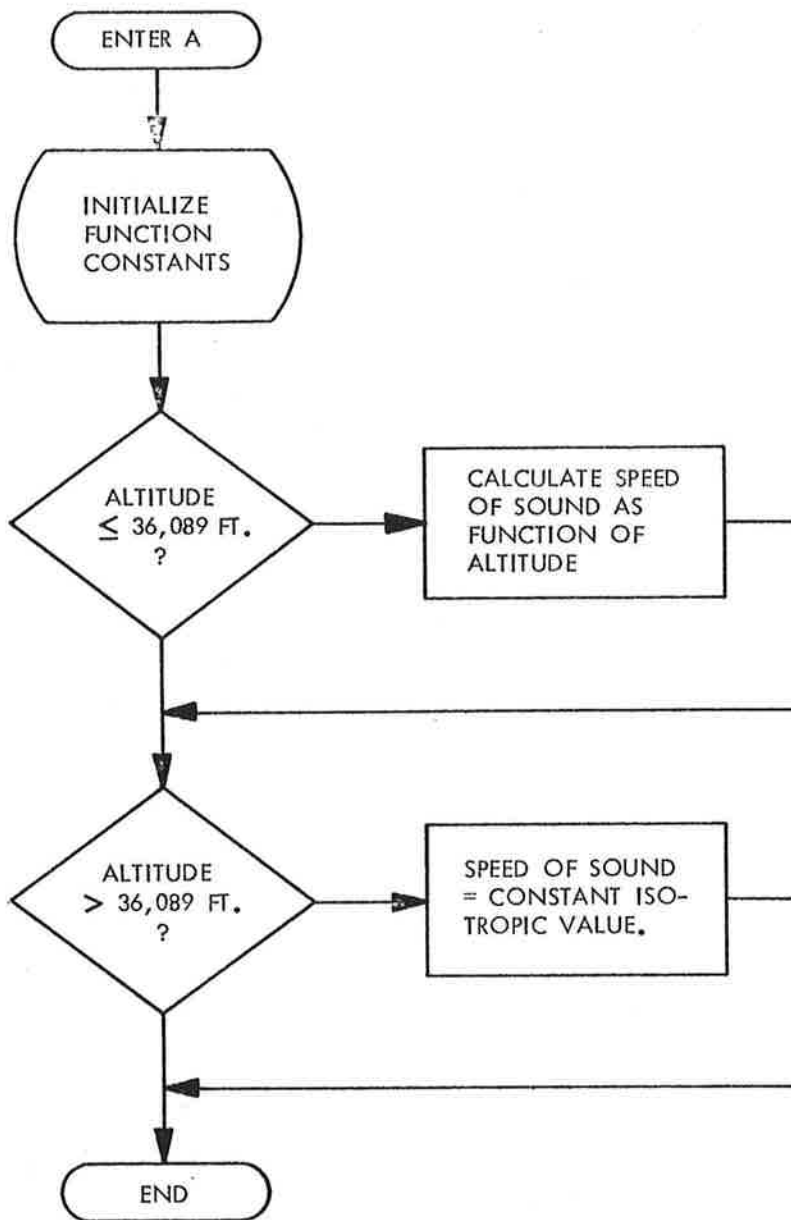 ENTER A
INITIALIZE
FUNCTION
CONSTANTS
ALTITUDE
≤ 36,089 FT.
?
CALCULATE SPEED
OF SOUND AS
FUNCTION OF
ALTITUDE
ALTITUDE
> 36,089 FT.
?
SPEED OF SOUND
= CONSTANT ISO-
TROPIC VALUE.
END